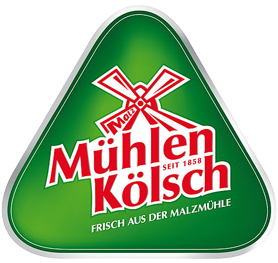 Malz
Mühlen
SEIT 1858
Kölsch
FRISCH AUS DER MALZMÜHLE